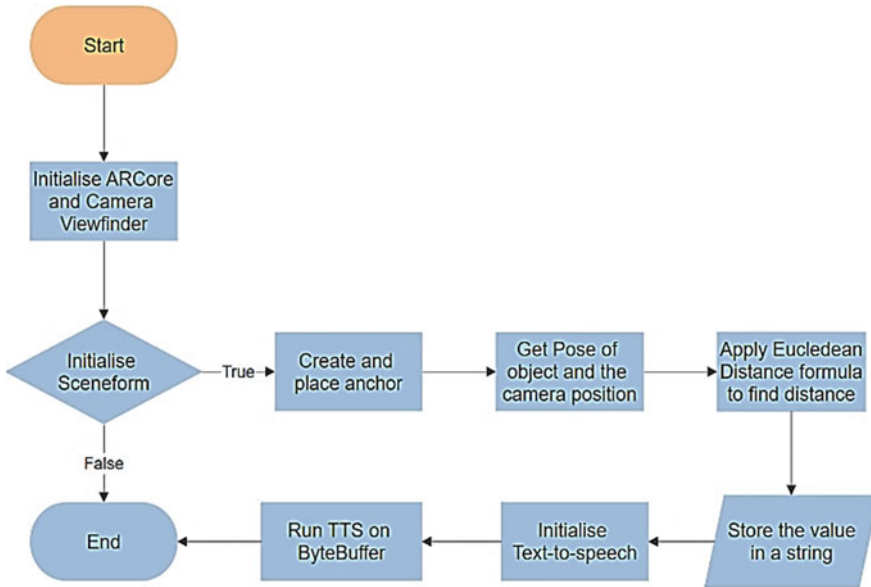 Start
Initialise ARCore
and Camera
Viewfinder
Initialise
Sceneform
True
Create and
place anchor
Get Pose of
object and the
camera position
Apply Eucledean
Distance formula
to find distance
False
Store the value
in a string
Initialise
Text-to-speech
Run TTS on
ByteBuffer
End